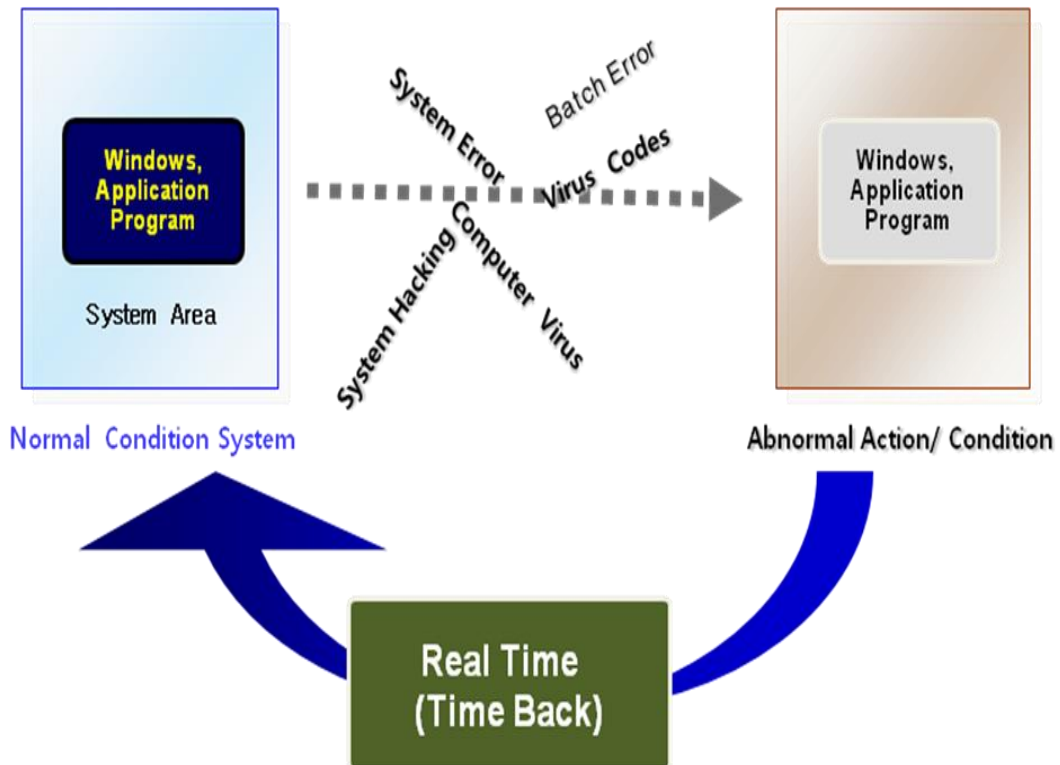 Windows,
Application
Program
System Area
Normal Condition System
System Error
Batch Error
Virus Codes
System Hacking
Computer Virus
Windows,
Application
Program
Abnormal Action/ Condition
Real Time
(Time Back)